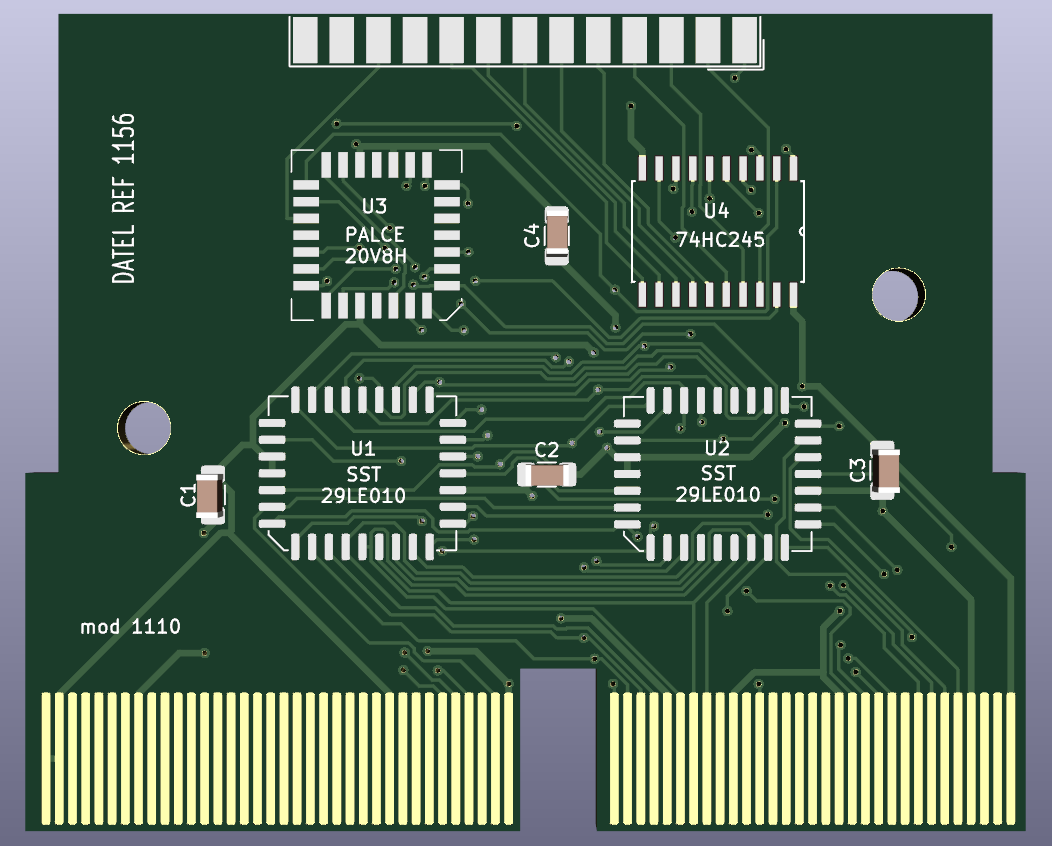 DATEL REF 1156
U3
PALCE
20V8H
C4
U4
74HC245
U1
SST
29LE010
C2
U2
SST
29LE010
C3
C1
mod 1110